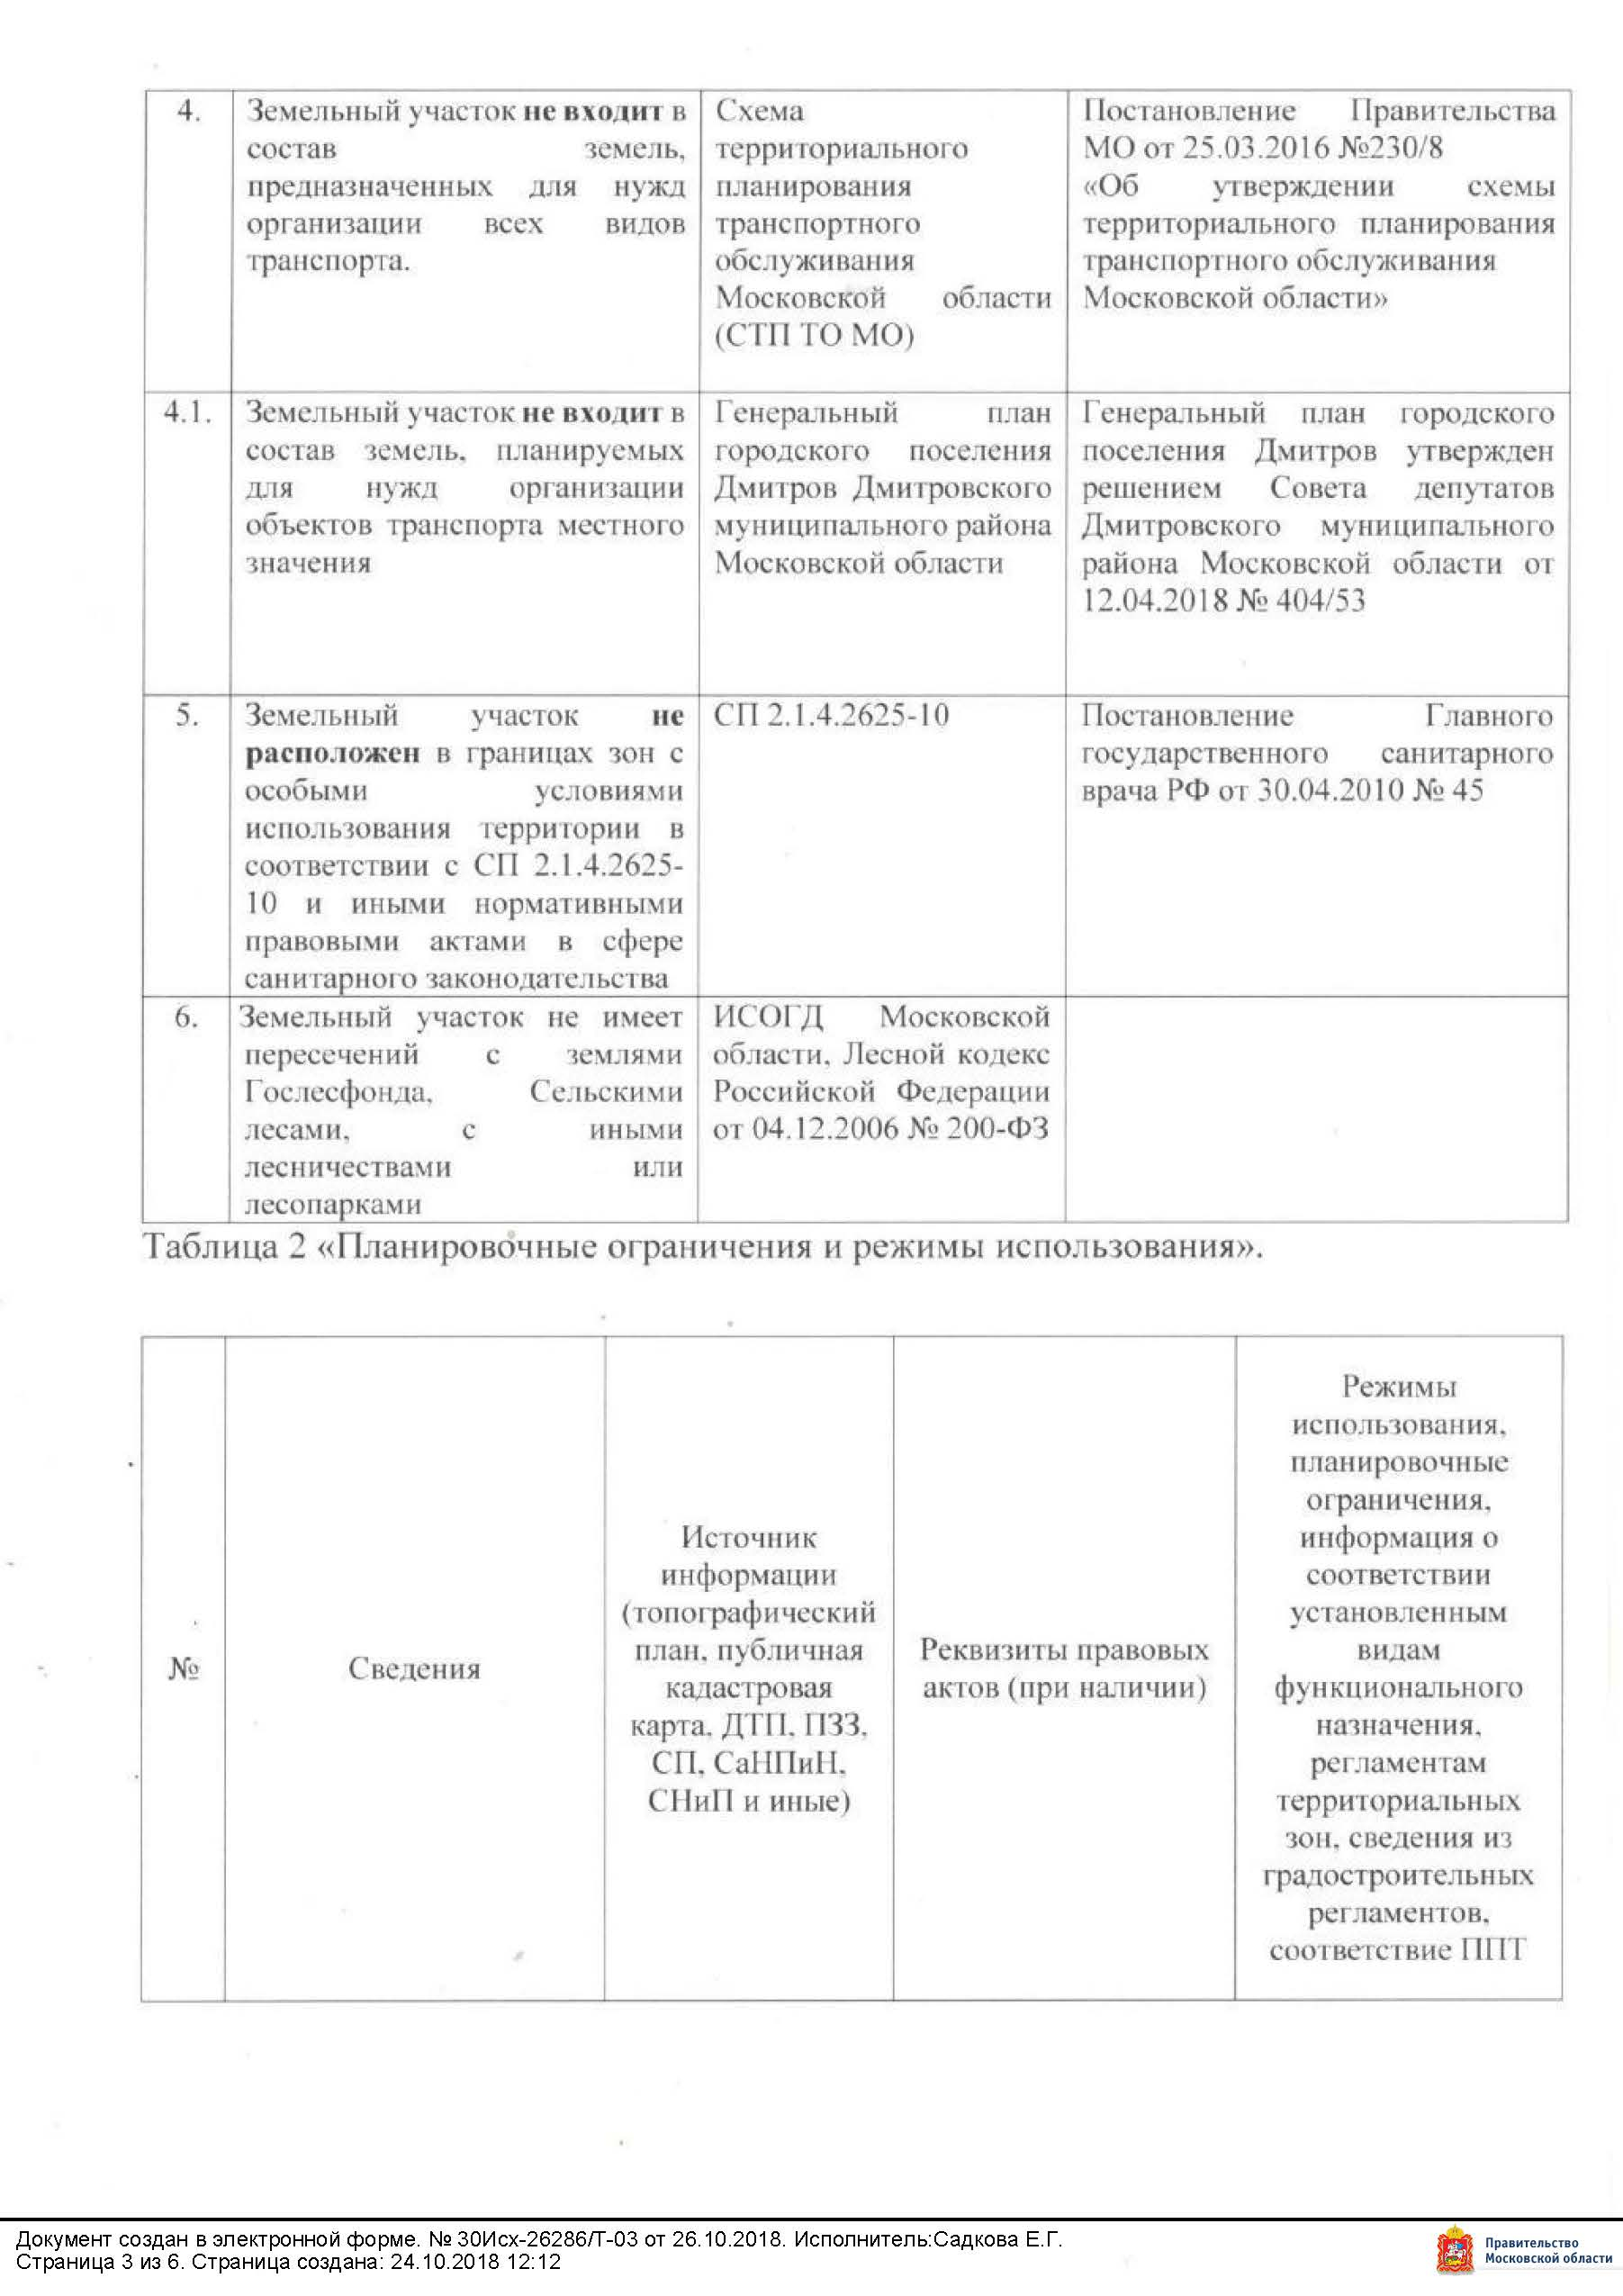 4.
Земельный участок не входит в
состав земель,
предназначенных для нужд
организации всех видов
транспорта.
Схема
территориального
планирования
транспортного
обслуживания
Московской области
(СТП ТО МО)
Постановление Правительства
МО от 25.03.2016 №230/8
«Об утверждении схемы
территориального планирования
транспортного обслуживания
Московской области»
4.1.
Земельный участок не входит в
состав земель, планируемых
для нужд организации
объектов транспорта местного
значения
Генеральный план
городского поселения
Дмитров Дмитровского
муниципального района
Московской области
Генеральный план городского
поселения Дмитров утвержден
решением Совета депутатов
Дмитровского муниципального
района Московской области от
12.04.2018 № 404/53
5.
Земельный участок не
расположен в границах зон с
особыми условиями
использования территории в
соответствии с СП 2.1.4.2625-
10 и иными нормативными
правовыми актами в сфере
санитарного законодательства
СП 2.1.4.2625-10
Постановление Главного
государственного санитарного
врача РФ от 30.04.2010 № 45
6.
Земельный участок не имеет
пересечений с землями
Гослесфонда, Сельскими
лесами, с иными
лесничествами или
лесопарками
ИСОГД Московской
области, Лесной кодекс
Российской Федерации
от 04.12.2006 № 200-ФЗ
Таблица 2 «Планировочные ограничения и режимы использования».
№
Сведения
Источник
информации
(топографический
план, публичная
кадастровая
карта, ДТП, ПЗЗ,
СП, СаНПиН,
СНиП и иные)
Реквизиты правовых
актов (при наличии)
Режимы
использования,
планировочные
ограничения,
информация о
соответствии
установленным
видам
функционального
назначения,
регламентам
территориальных
зон, сведения из
градостроительных
регламентов,
соответствие ППТ
Документ создан в электронной форме. № 30Исх-26286/Т-03 от 26.10.2018. Исполнитель:Садкова Е.Г.
Страница 3 из 6. Страница создана: 24.10.2018 12:12
Правительство
Московской области